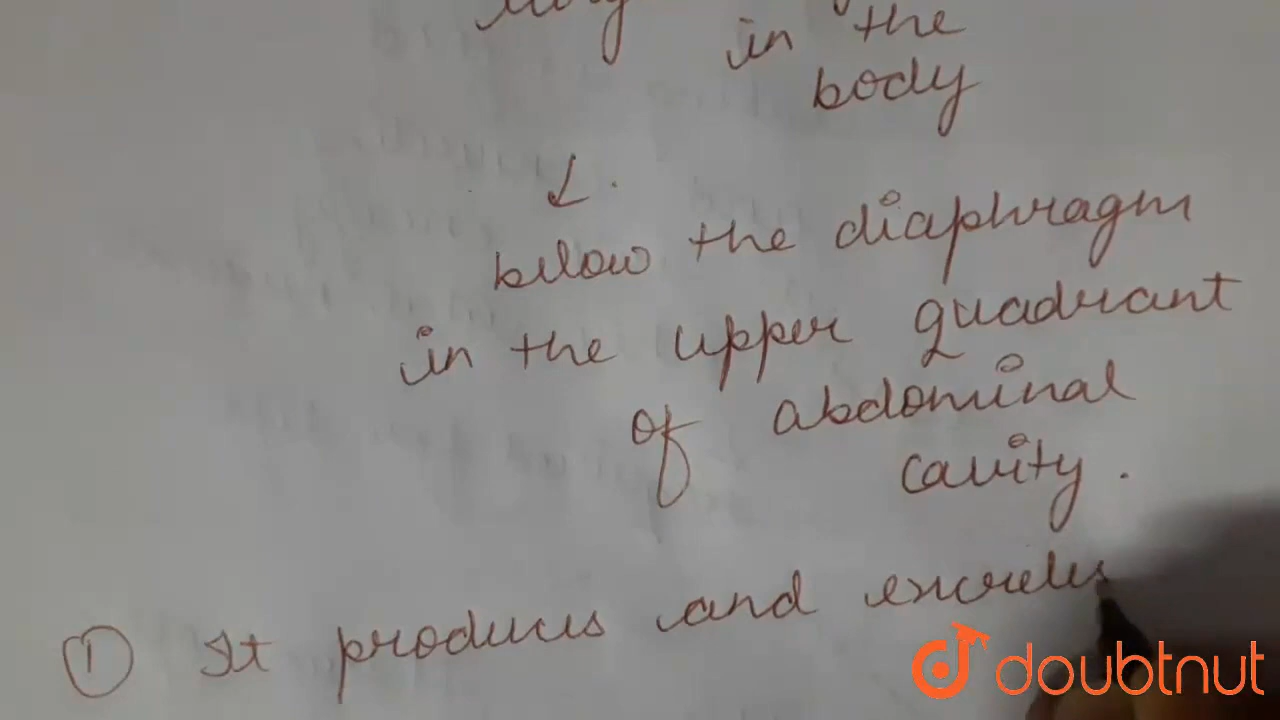 in the
body
below the diaphragm
in the upper quadrant
of abdominal
cavity.
① It produces and excretes
doubtnut